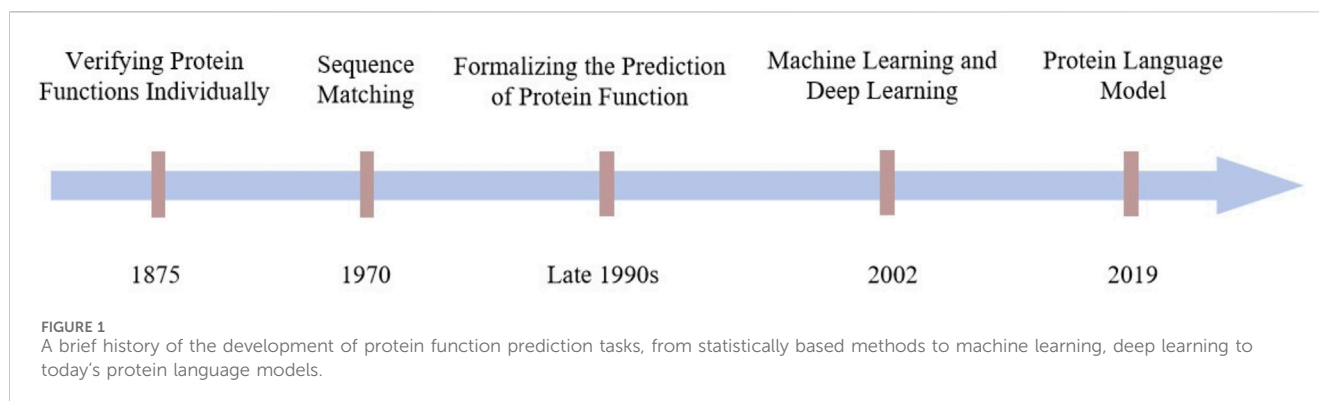 Verifying Protein
Functions Individually
Sequence
Matching
Formalizing the Prediction
of Protein Function
Machine Learning and
Deep Learning
Protein Language
Model
1875
1970
Late 1990s
2002
2019
FIGURE 1
A brief history of the development of protein function prediction tasks, from statistically based methods to machine learning, deep learning to
today's protein language models.